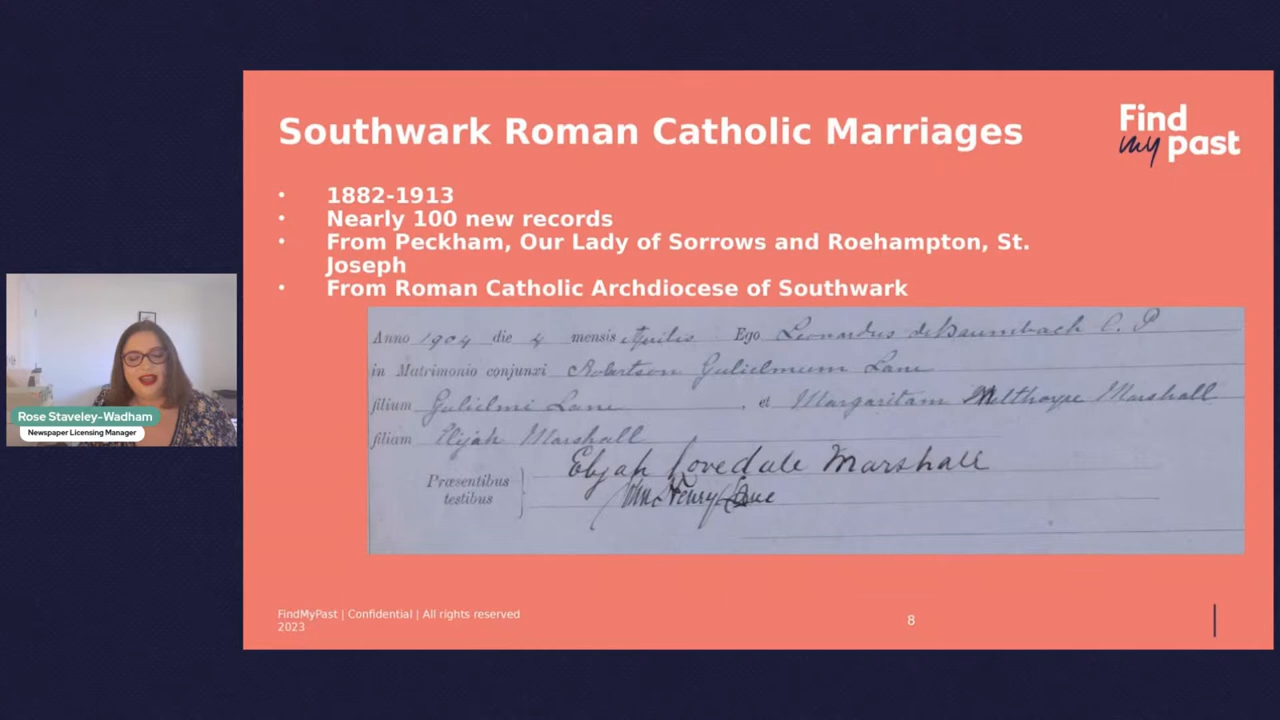 Southwark Roman Catholic Marriages
Find
my past
• 1882-1913
• Nearly 100 new records
• From Peckham, Our Lady of Sorrows and Roehampton, St.
Joseph
• From Roman Catholic Archdiocese of Southwark
Anno 1904 die 4 mensis Aprilis Ego Leonardus C. P
in Matrimonio conjunxi Robertson Gulielmum Lane
filium Gulielmi Lane, et Margaritam Marshall
filiam Elijah Marshall
Præsentibus
testibus
Elijah Lovedale Marshall
John Henry Lane
Rose Staveley-Wadham
Newspaper Licensing Manager
FindMyPast | Confidential | All rights reserved
2023
8